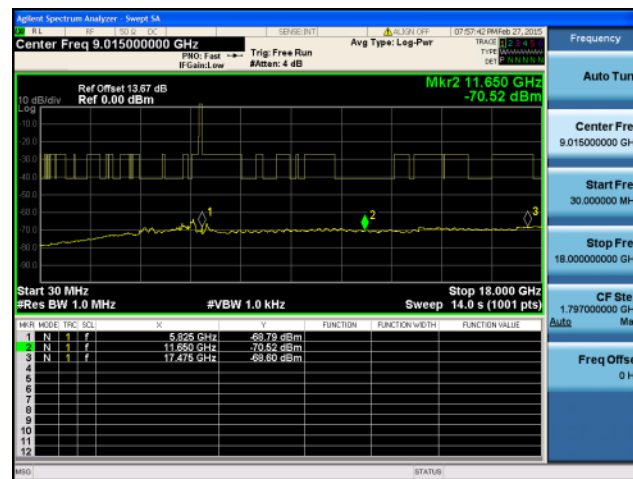 Agilent Spectrum Analyzer - Swept SA
RL RF 50 Ω DC SENSE:INT ALIGN OFF 07:57:42 PM Feb 27, 2015
Center Freq 9.015000000 GHz
PNO: Fast
IFGain:Low
Trig: Free Run
#Atten: 4 dB
Avg Type: Log-Pwr
TRACE 1 2 3 4 5 6
TYPE
DET P N N N N N
Ref Offset 13.67 dB
10 dB/div Ref 0.00 dBm
Log
Mkr2 11.650 GHz
-70.52 dBm
-10.0
-20.0
-30.0
-40.0
-50.0
-60.0
-70.0
-80.0
-90.0
1
2
3
Start 30 MHz
Stop 18.000 GHz
#Res BW 1.0 MHz #VBW 1.0 kHz Sweep 14.0 s (1001 pts)
MKR MODE TRC SCL X Y FUNCTION FUNCTION WIDTH FUNCTION VALUE
1 N 1 f 5.825 GHz -68.79 dBm
2 N 1 f 11.650 GHz -70.52 dBm
3 N 1 f 17.475 GHz -68.60 dBm
4
5
6
7
8
9
10
11
12
MSG STATUS
Frequency
Auto Tun
Center Fre
9.015000000 GH
Start Fre
30.000000 MH
Stop Fre
18.000000000 GH
CF Ste
1.797000000 GH
Auto Ma
Freq Offse
0 H